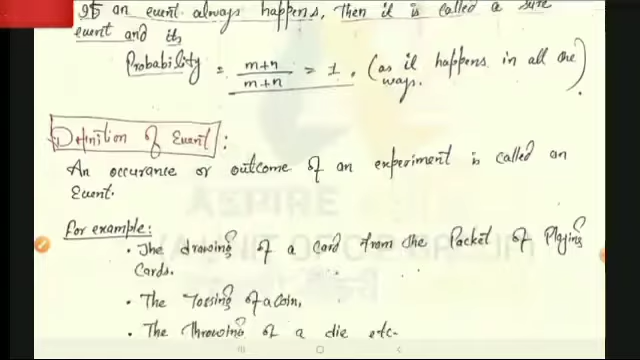 If an event always happens, Then it is called a sure
event and its
Probability = m+n / m+n = 1. (as it happens in all the
ways.)
Definition of Event:
An occurance or outcome of an experiment is called an
Event.
For example:
• The drawing of a card from the Packet of Playing
Cards.
• The Tossing of a coin,
• The Throwing of a die etc-
ASPIRE